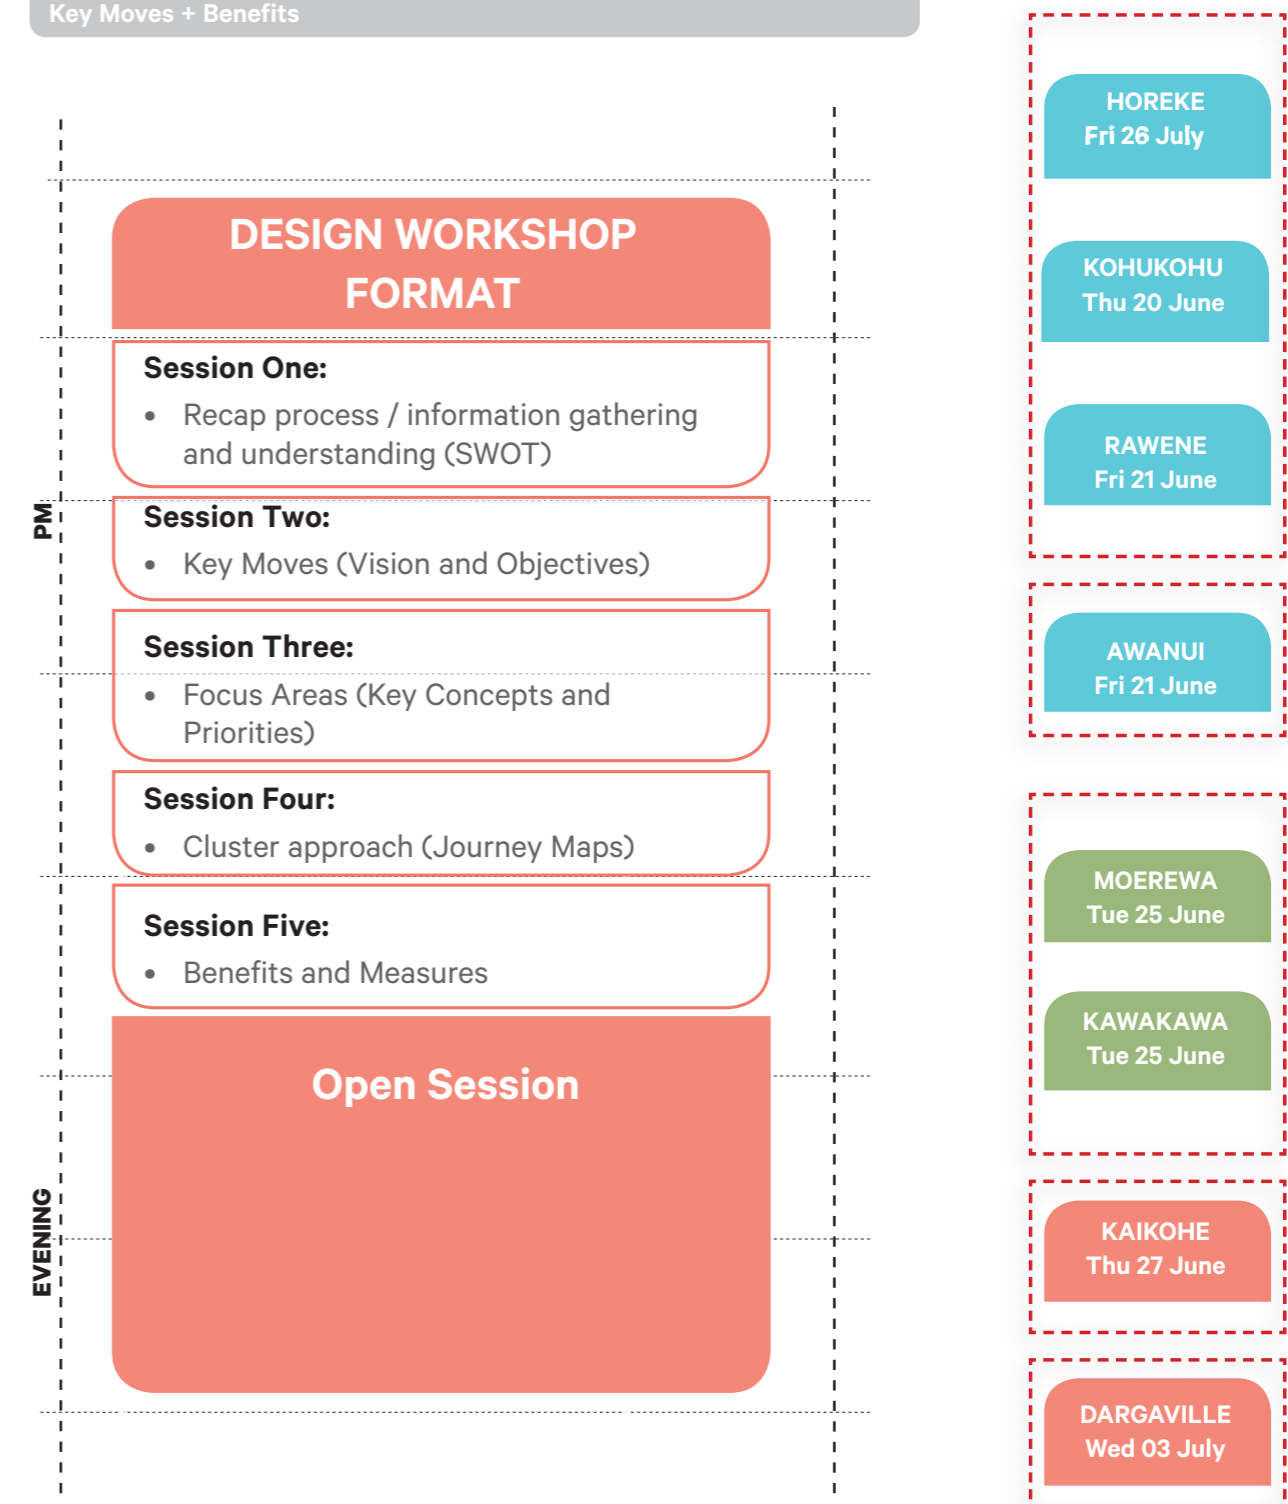 Key Moves + Benefits
DESIGN WORKSHOP
FORMAT
PM
Session One:
• Recap process / information gathering
and understanding (SWOT)
Session Two:
• Key Moves (Vision and Objectives)
Session Three:
• Focus Areas (Key Concepts and
Priorities)
Session Four:
• Cluster approach (Journey Maps)
Session Five:
• Benefits and Measures
EVENING
Open Session
HOREKE
Fri 26 July
KOHUKOHU
Thu 20 June
RAWENE
Fri 21 June
AWANUI
Fri 21 June
MOEREWA
Tue 25 June
KAWAKAWA
Tue 25 June
KAIKOHE
Thu 27 June
DARGAVILLE
Wed 03 July